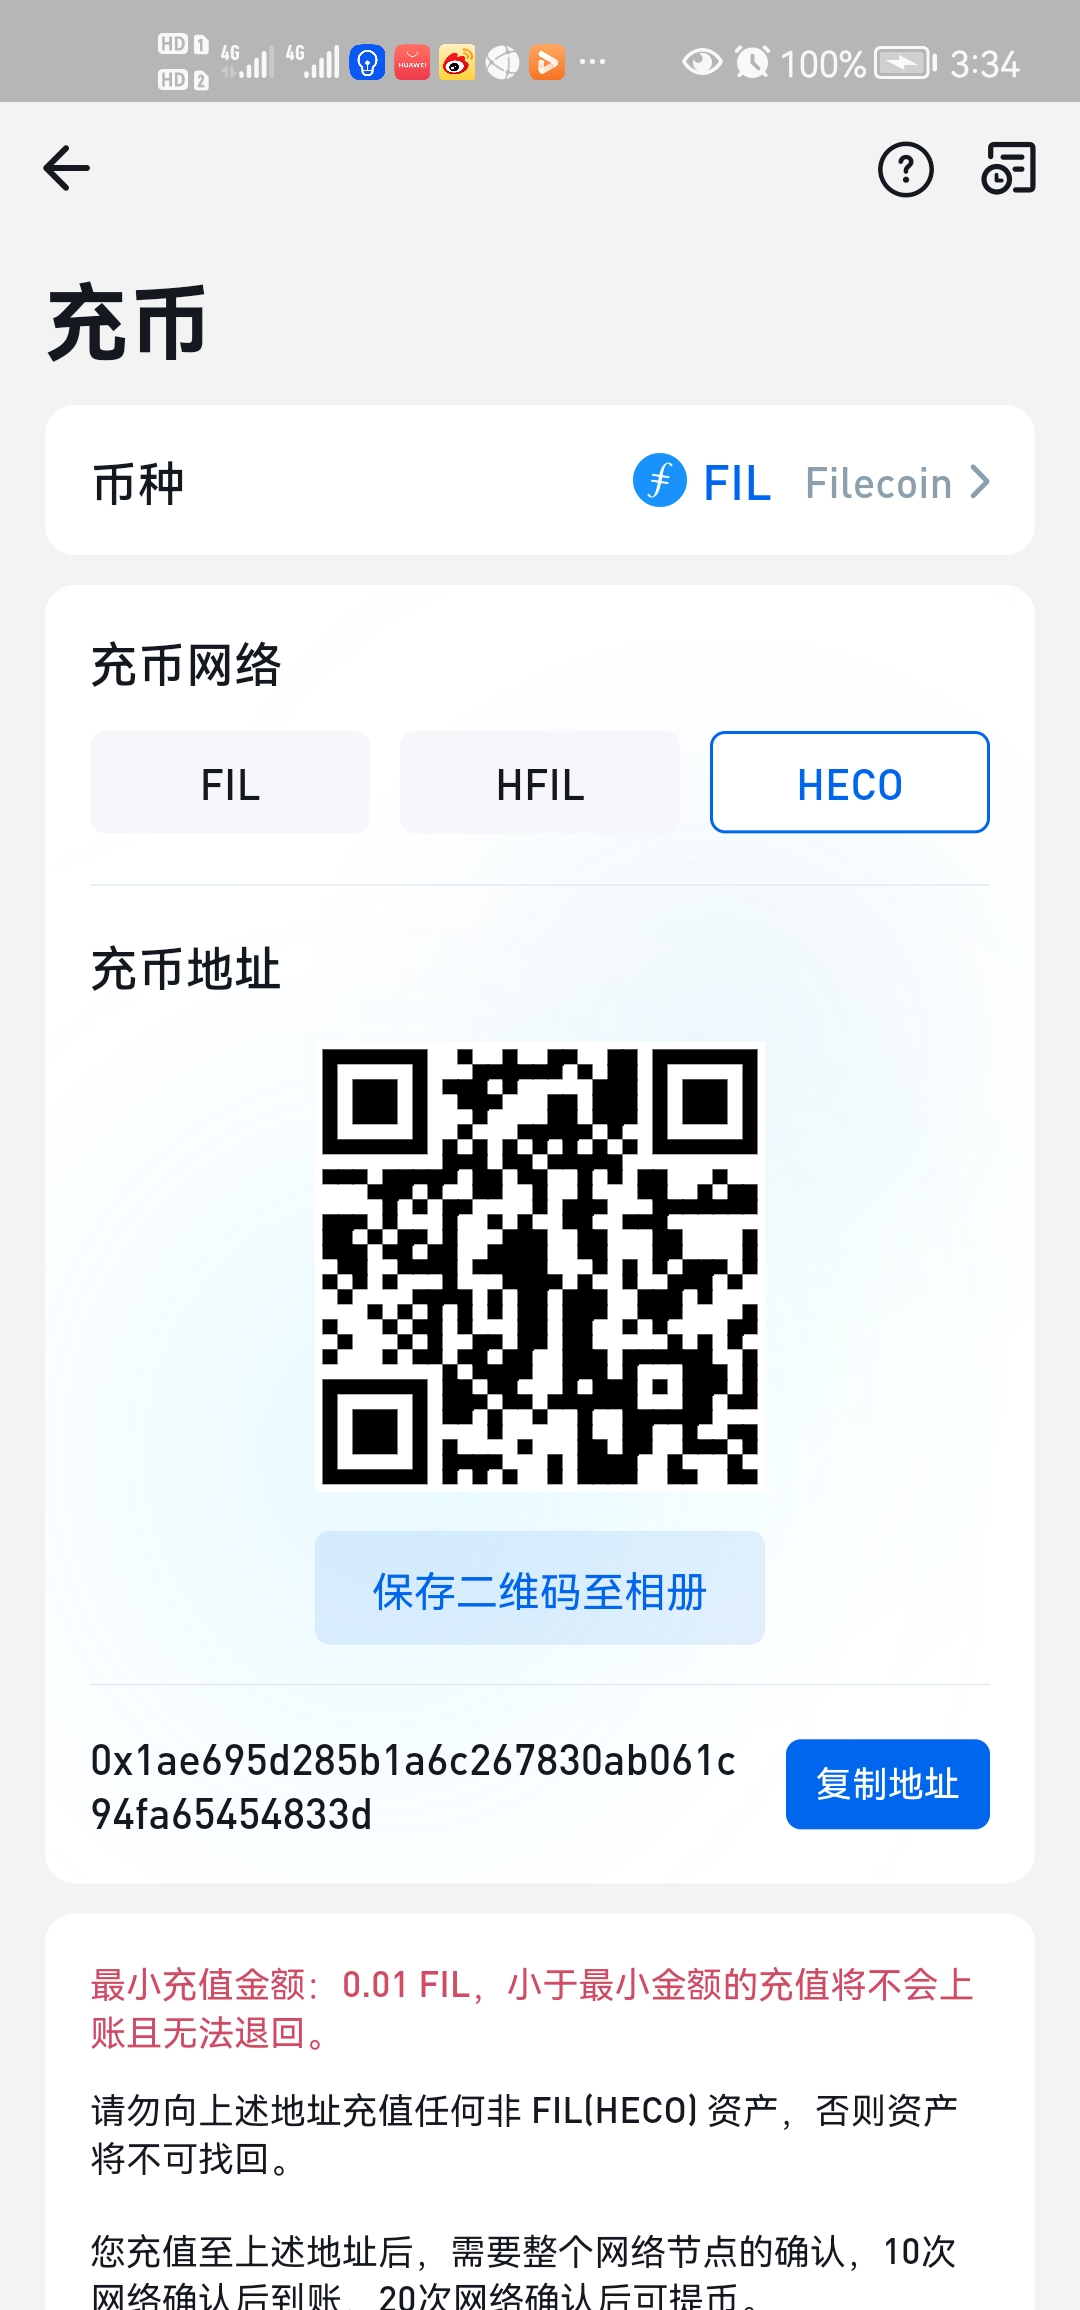 HD 1 4G 4G 100% 3:34
HD 2
HUAWEI
充币
币种 FIL Filecoin
充币网络
FIL HFIL HECO
充币地址
保存二维码至相册
0x1ae695d285b1a6c267830ab061c
94fa65454833d
复制地址
最小充值金额：0.01 FIL，小于最小金额的充值将不会上
账且无法退回。
请勿向上述地址充值任何非 FIL(HECO) 资产，否则资产
将不可找回。
您充值至上述地址后，需要整个网络节点的确认，10次
网络确认后到账，20次网络确认后可提币。